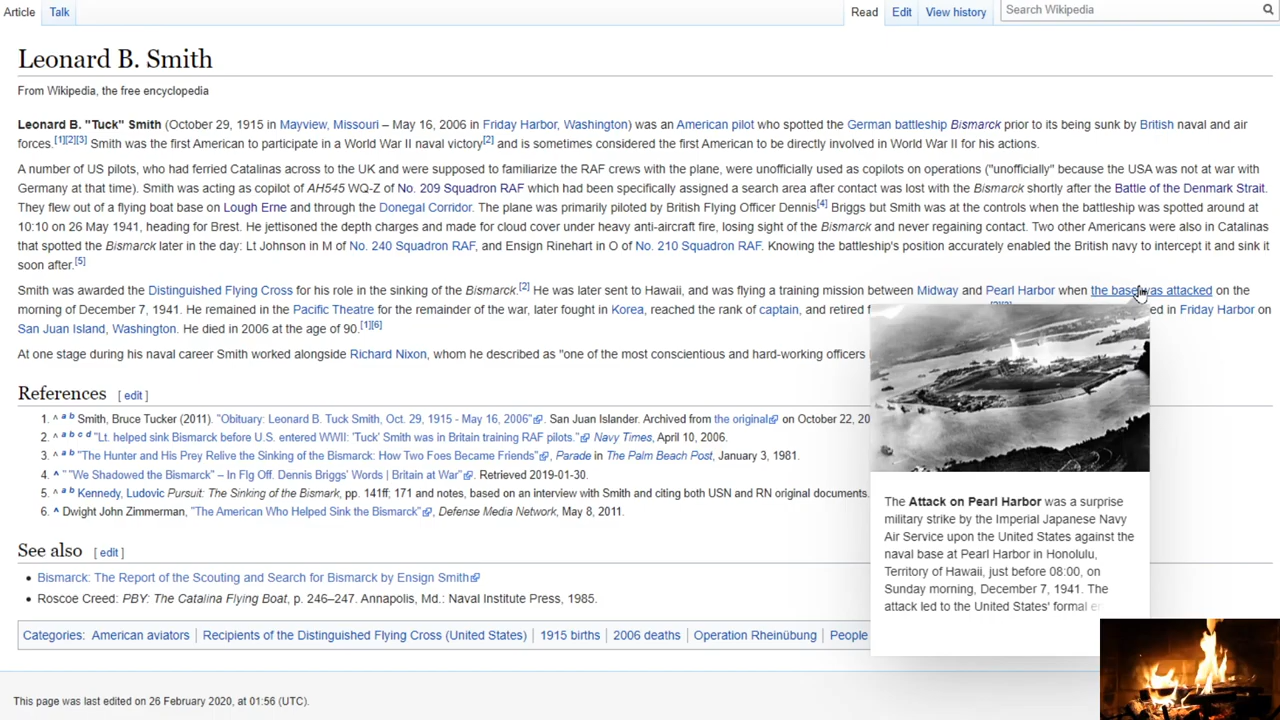 Article Talk Read Edit View history Search Wikipedia
Leonard B. Smith
From Wikipedia, the free encyclopedia
Leonard B. "Tuck" Smith (October 29, 1915 in Mayview, Missouri – May 16, 2006 in Friday Harbor, Washington) was an American pilot who spotted the German battleship Bismarck prior to its being sunk by British naval and air
forces.[1][2][3] Smith was the first American to participate in a World War II naval victory[2] and is sometimes considered the first American to be directly involved in World War II for his actions.
A number of US pilots, who had ferried Catalinas across to the UK and were supposed to familiarize the RAF crews with the plane, were unofficially used as copilots on operations ("unofficially" because the USA was not at war with
Germany at that time). Smith was acting as copilot of AH545 WQ-Z of No. 209 Squadron RAF which had been specifically assigned a search area after contact was lost with the Bismarck shortly after the Battle of the Denmark Strait.
They flew out of a flying boat base on Lough Erne and through the Donegal Corridor. The plane was primarily piloted by British Flying Officer Dennis[4] Briggs but Smith was at the controls when the battleship was spotted around at
10:10 on 26 May 1941, heading for Brest. He jettisoned the depth charges and made for cloud cover under heavy anti-aircraft fire, losing sight of the Bismarck and never regaining contact. Two other Americans were also in Catalinas
that spotted the Bismarck later in the day: Lt Johnson in M of No. 240 Squadron RAF, and Ensign Rinehart in O of No. 210 Squadron RAF. Knowing the battleship's position accurately enabled the British navy to intercept it and sink it
soon after.[5]
Smith was awarded the Distinguished Flying Cross for his role in the sinking of the Bismarck.[2] He was later sent to Hawaii, and was flying a training mission between Midway and Pearl Harbor when the base was attacked on the
morning of December 7, 1941. He remained in the Pacific Theatre for the remainder of the war, later fought in Korea, reached the rank of captain, and retired ed in Friday Harbor on
San Juan Island, Washington. He died in 2006 at the age of 90.[1][6]
At one stage during his naval career Smith worked alongside Richard Nixon, whom he described as "one of the most conscientious and hard-working officers
References [ edit ]
1. ^ a b Smith, Bruce Tucker (2011). "Obituary: Leonard B. Tuck Smith, Oct. 29, 1915 - May 16, 2006". San Juan Islander. Archived from the original on October 22, 20
2. ^ a b c d "Lt. helped sink Bismarck before U.S. entered WWII: 'Tuck' Smith was in Britain training RAF pilots." Navy Times, April 10, 2006.
3. ^ a b "The Hunter and His Prey Relive the Sinking of the Bismarck: How Two Foes Became Friends", Parade in The Palm Beach Post, January 3, 1981.
4. ^ " "We Shadowed the Bismarck" – In Flg Off. Dennis Briggs' Words | Britain at War". Retrieved 2019-01-30.
5. ^ a b Kennedy, Ludovic Pursuit: The Sinking of the Bismark, pp. 141ff; 171 and notes, based on an interview with Smith and citing both USN and RN original documents.
6. ^ Dwight John Zimmerman, "The American Who Helped Sink the Bismarck", Defense Media Network, May 8, 2011.
See also [ edit ]
• Bismarck: The Report of the Scouting and Search for Bismarck by Ensign Smith
• Roscoe Creed: PBY: The Catalina Flying Boat, p. 246–247. Annapolis, Md.: Naval Institute Press, 1985.
Categories: American aviators | Recipients of the Distinguished Flying Cross (United States) | 1915 births | 2006 deaths | Operation Rheinübung | People
This page was last edited on 26 February 2020, at 01:56 (UTC).
The Attack on Pearl Harbor was a surprise
military strike by the Imperial Japanese Navy
Air Service upon the United States against the
naval base at Pearl Harbor in Honolulu,
Territory of Hawaii, just before 08:00, on
Sunday morning, December 7, 1941. The
attack led to the United States' formal